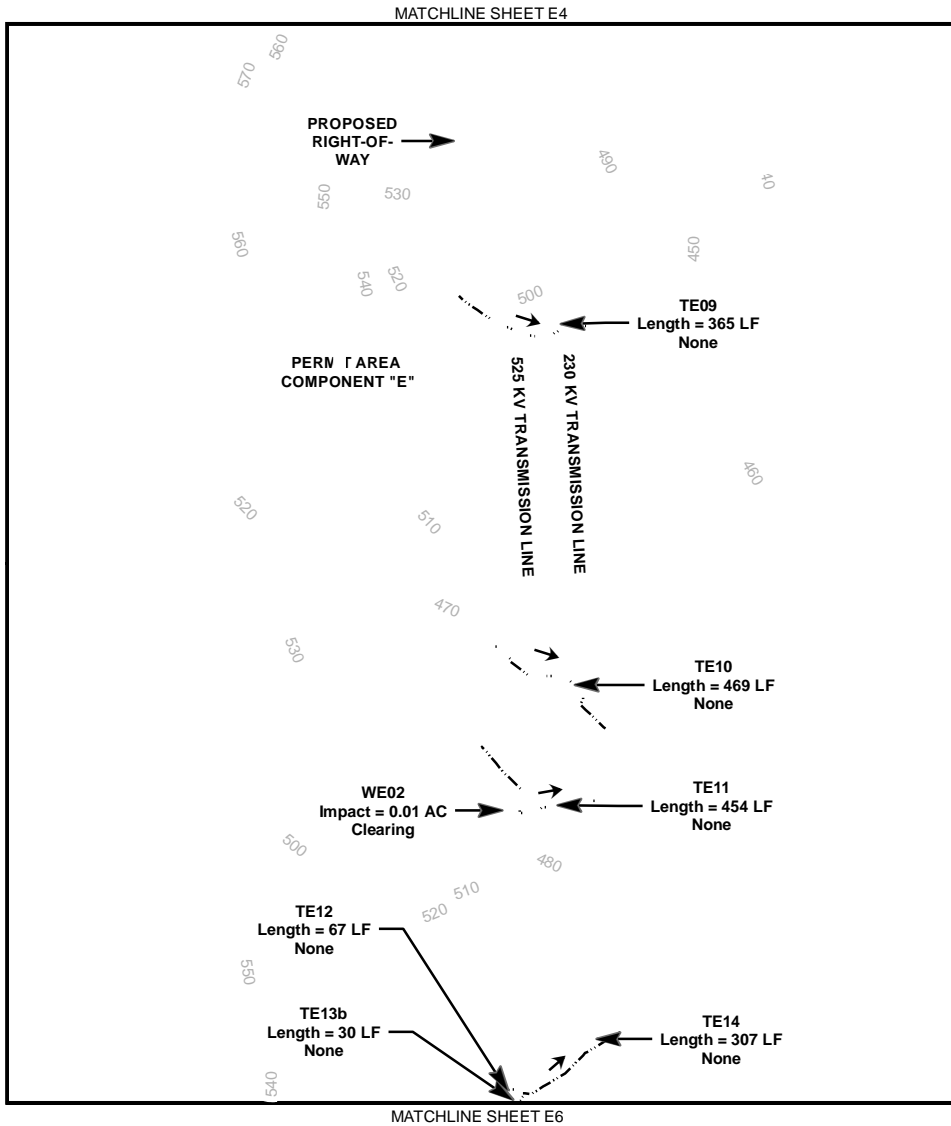 MATCHLINE SHEET E4
560
570
PROPOSED
RIGHT-OF-
WAY
490
40
550
530
560
450
540
520
500
TE09
Length = 365 LF
None
PERM T AREA
COMPONENT "E"
525 KV TRANSMISSION LINE
230 KV TRANSMISSION LINE
460
520
510
470
530
TE10
Length = 469 LF
None
WE02
Impact = 0.01 AC
Clearing
TE11
Length = 454 LF
None
500
480
510
520
TE12
Length = 67 LF
None
550
TE13b
Length = 30 LF
None
TE14
Length = 307 LF
None
540
MATCHLINE SHEET E6